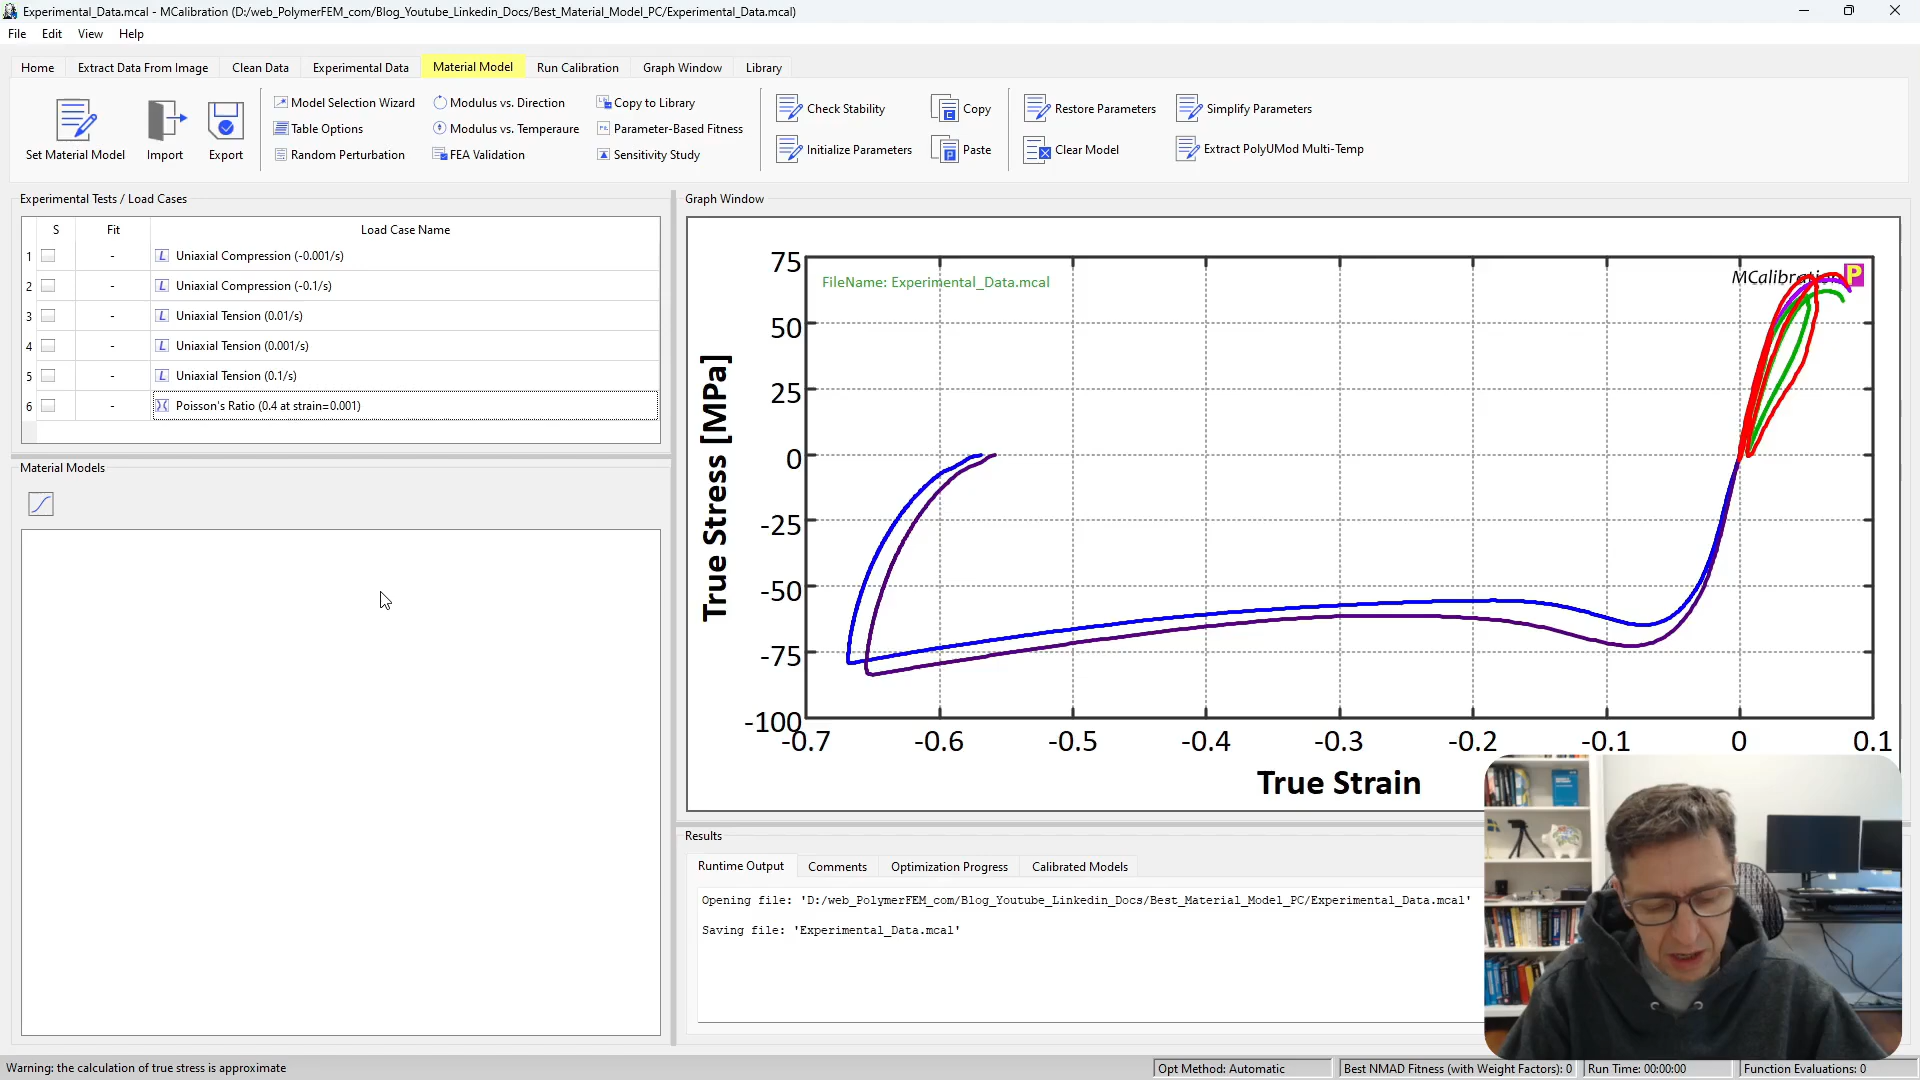 Experimental_Data.mcal - MCalibration (D:/web_PolymerFEM_com/Blog_Youtube_Linkedin_Docs/Best_Material_Model_PC/Experimental_Data.mcal)
File Edit View Help
Home Extract Data From Image Clean Data Experimental Data Material Model Run Calibration Graph Window Library
Set Material Model Import Export
Model Selection Wizard Modulus vs. Direction Copy to Library
Table Options Modulus vs. Temperaure Parameter-Based Fitness
Random Perturbation FEA Validation Sensitivity Study
Check Stability Copy Restore Parameters Simplify Parameters
Initialize Parameters Paste Clear Model Extract PolyUMod Multi-Temp
Experimental Tests / Load Cases
S Fit Load Case Name
1 - L Uniaxial Compression (-0.001/s)
2 - L Uniaxial Compression (-0.1/s)
3 - L Uniaxial Tension (0.01/s)
4 - L Uniaxial Tension (0.001/s)
5 - L Uniaxial Tension (0.1/s)
6 - Poisson's Ratio (0.4 at strain=0.001)
Material Models
Graph Window
FileName: Experimental_Data.mcal
MCalibration P
True Stress [MPa]
75
50
25
0
-25
-50
-75
-100
-0.7 -0.6 -0.5 -0.4 -0.3 -0.2 -0.1 0 0.1
True Strain
Results
Runtime Output Comments Optimization Progress Calibrated Models
Opening file: 'D:/web_PolymerFEM_com/Blog_Youtube_Linkedin_Docs/Best_Material_Model_PC/Experimental_Data.mcal'
Saving file: 'Experimental_Data.mcal'
Warning: the calculation of true stress is approximate
Opt Method: Automatic Best NMAD Fitness (with Weight Factors): 0 Run Time: 00:00:00 Function Evaluations: 0